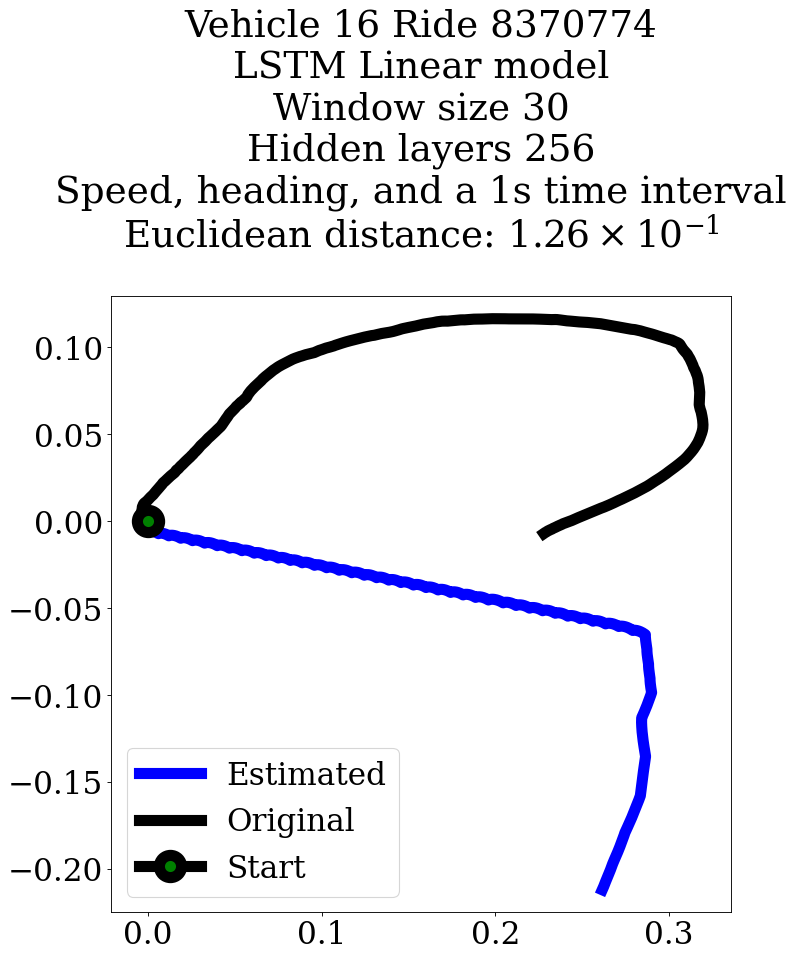 Vehicle 16 Ride 8370774
LSTM Linear model
Window size 30
Hidden layers 256
Speed, heading, and a 1s time interval
Euclidean distance: 1.26 × 10⁻¹
0.10
0.05
0.00
−0.05
−0.10
−0.15
−0.20
Estimated
Original
Start
0.0 0.1 0.2 0.3